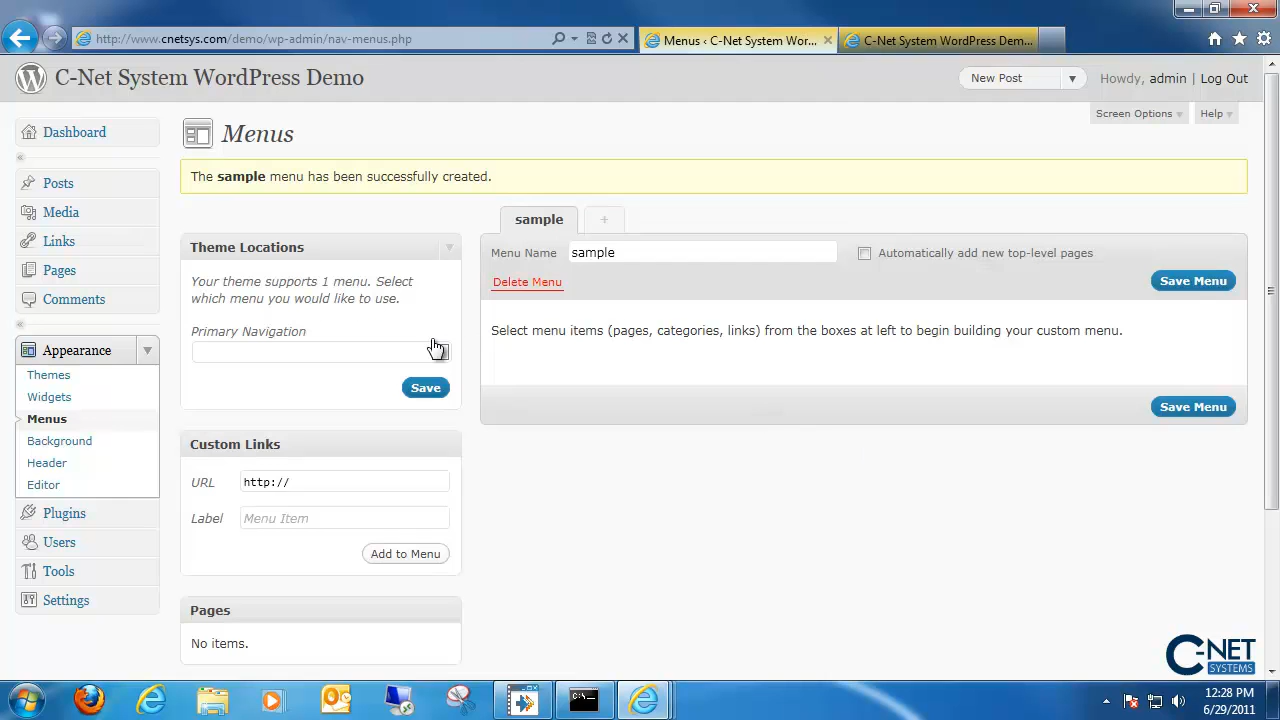 http://www.cnetsys.com/demo/wp-admin/nav-menus.php
Menus ‹ C-Net System Wor...
C-Net System WordPress Dem...
C-Net System WordPress Demo
New Post
Howdy, admin | Log Out
Screen Options
Help
Dashboard
Posts
Media
Links
Pages
Comments
Appearance
Themes
Widgets
Menus
Background
Header
Editor
Plugins
Users
Tools
Settings
Menus
The sample menu has been successfully created.
Theme Locations
Your theme supports 1 menu. Select
which menu you would like to use.
Primary Navigation
Save
Custom Links
URL http://
Label Menu Item
Add to Menu
Pages
No items.
sample +
Menu Name sample
Automatically add new top-level pages
Delete Menu
Save Menu
Select menu items (pages, categories, links) from the boxes at left to begin building your custom menu.
Save Menu
C-NET
SYSTEMS
12:28 PM
6/29/2011